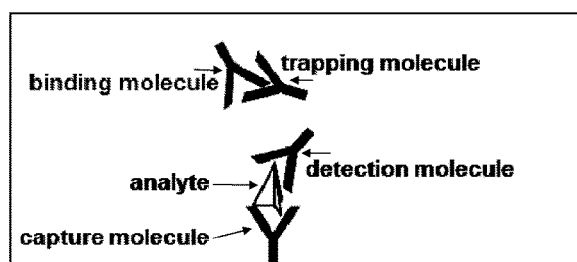 trapping molecule
binding molecule
detection molecule
analyte
capture molecule